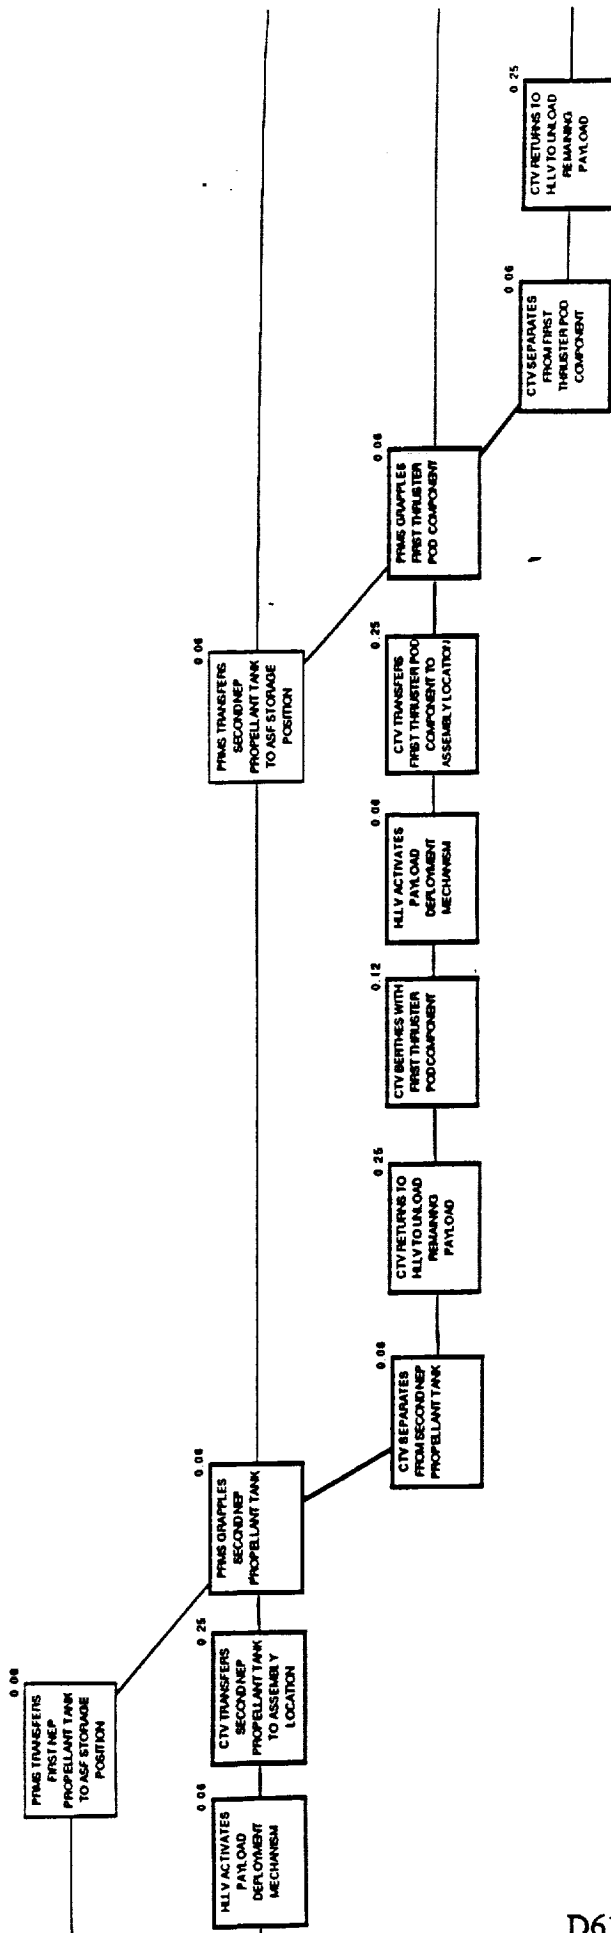 0.25
CTV RETURNS TO
HLLV TO UNLOAD
REMAINING
PAYLOAD
0.06
CTV SEPARATES
FROM FIRST
THRUSTER POD
COMPONENT
0.06
PRMS GRAPPLES
FIRST THRUSTER
POD COMPONENT
0.06
PRMS TRANSFERS
SECOND NEP
PROPELLANT TANK
TO ASF STORAGE
POSITION
0.25
CTV TRANSFERS
FIRST THRUSTER POD
COMPONENT TO
ASSEMBLY LOCATION
0.06
HLLV ACTIVATES
PAYLOAD
DEPLOYMENT
MECHANISM
0.12
CTV BERTHES WITH
FIRST THRUSTER
POD COMPONENT
0.25
CTV RETURNS TO
HLLV TO UNLOAD
REMAINING
PAYLOAD
0.06
CTV SEPARATES
FROM SECOND NEP
PROPELLANT TANK
0.06
PRMS GRAPPLES
SECOND NEP
PROPELLANT TANK
0.06
PRMS TRANSFERS
FIRST NEP
PROPELLANT TANK
TO ASF STORAGE
POSITION
0.25
CTV TRANSFERS
SECOND NEP
PROPELLANT TANK
TO ASSEMBLY
LOCATION
0.06
HLLV ACTIVATES
PAYLOAD
DEPLOYMENT
MECHANISM